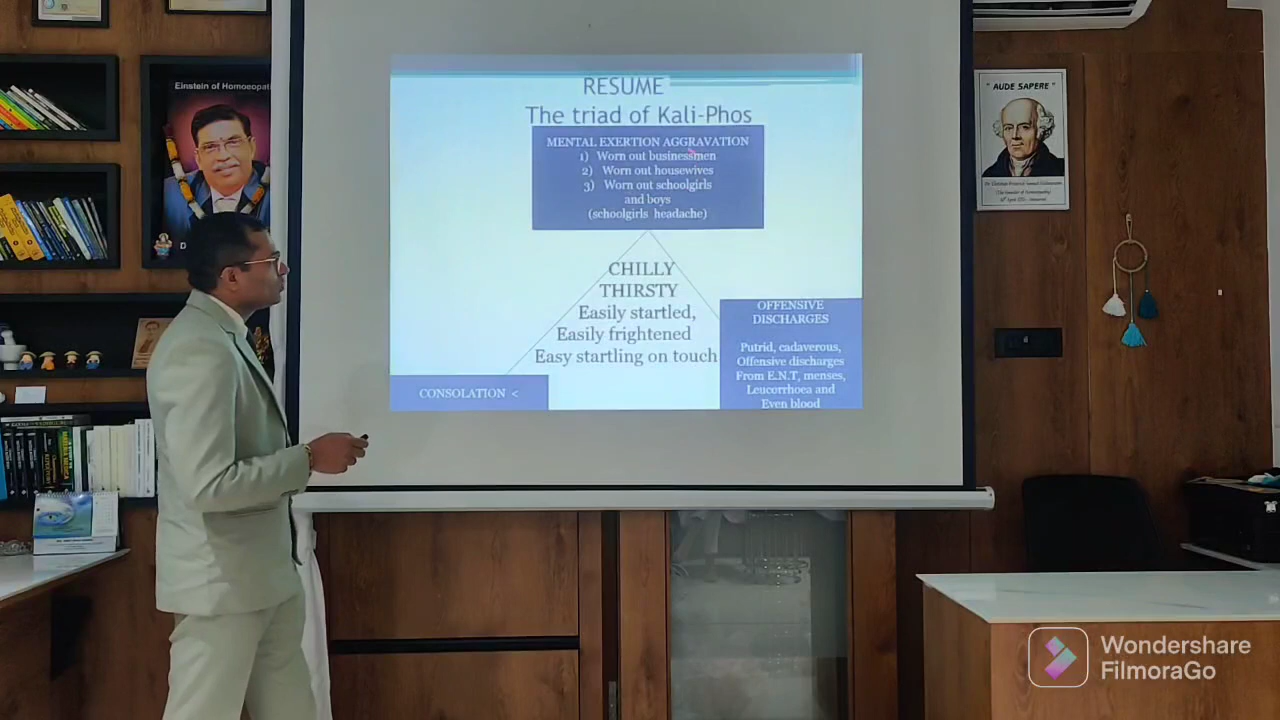 Einstein of Homoeopat
RESUME
The triad of Kali-Phos
MENTAL EXERTION AGGRAVATION
1) Worn out businessmen
2) Worn out housewives
3) Worn out schoolgirls
and boys
(schoolgirls headache)
CHILLY
THIRSTY
Easily startled,
Easily frightened
Easy startling on touch
CONSOLATION <
OFFENSIVE
DISCHARGES
Putrid, cadaverous,
Offensive discharges
From E.N.T, menses,
Leucorrhoea and
Even blood
" AUDE SAPERE "
Wondershare
FilmoraGo